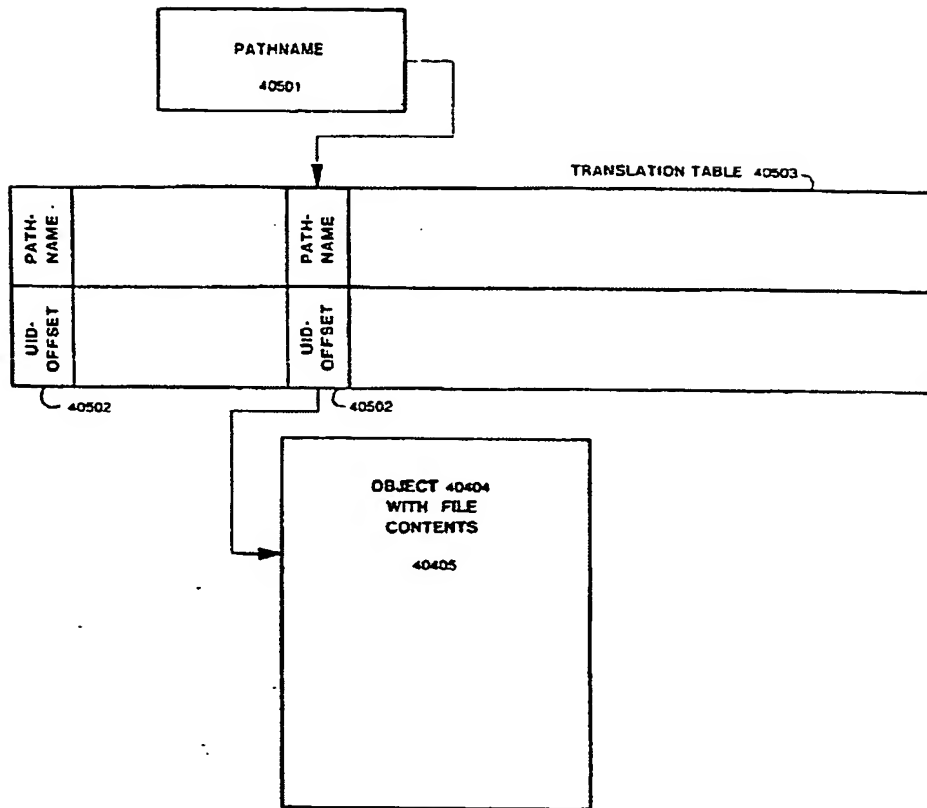 PATHNAME
40501
TRANSLATION TABLE 40503
PATH-
NAME
PATH-
NAME
UID-
OFFSET
UID-
OFFSET
40502
40502
OBJECT 40404
WITH FILE
CONTENTS
40405